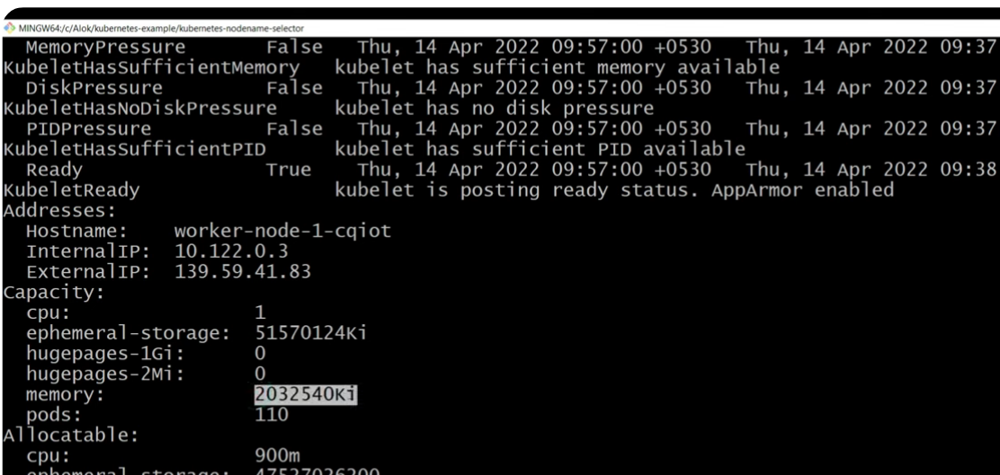 MINGW64:/c/Alok/kubernetes-example/kubernetes-nodename-selector
MemoryPressure False Thu, 14 Apr 2022 09:57:00 +0530 Thu, 14 Apr 2022 09:37
KubeletHasSufficientMemory kubelet has sufficient memory available
DiskPressure False Thu, 14 Apr 2022 09:57:00 +0530 Thu, 14 Apr 2022 09:37
KubeletHasNoDiskPressure kubelet has no disk pressure
PIDPressure False Thu, 14 Apr 2022 09:57:00 +0530 Thu, 14 Apr 2022 09:37
KubeletHasSufficientPID kubelet has sufficient PID available
Ready True Thu, 14 Apr 2022 09:57:00 +0530 Thu, 14 Apr 2022 09:38
KubeletReady kubelet is posting ready status. AppArmor enabled
Addresses:
Hostname: worker-node-1-cqiot
InternalIP: 10.122.0.3
ExternalIP: 139.59.41.83
Capacity:
cpu: 1
ephemeral-storage: 51570124Ki
hugepages-1Gi: 0
hugepages-2Mi: 0
memory: 2032540Ki
pods: 110
Allocatable:
cpu: 900m
ephemeral-storage: